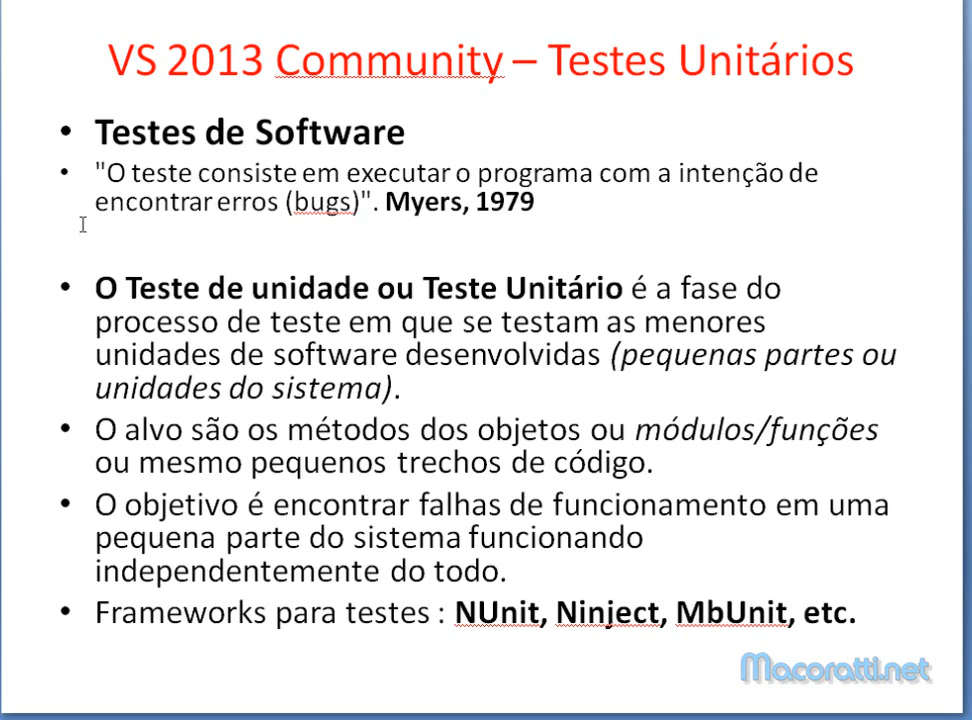 VS 2013 Community – Testes Unitários
• Testes de Software
• "O teste consiste em executar o programa com a intenção de
encontrar erros (bugs)". Myers, 1979
• O Teste de unidade ou Teste Unitário é a fase do
processo de teste em que se testam as menores
unidades de software desenvolvidas (pequenas partes ou
unidades do sistema).
• O alvo são os métodos dos objetos ou módulos/funções
ou mesmo pequenos trechos de código.
• O objetivo é encontrar falhas de funcionamento em uma
pequena parte do sistema funcionando
independentemente do todo.
• Frameworks para testes : NUnit, Ninject, MbUnit, etc.
Macoratti.net